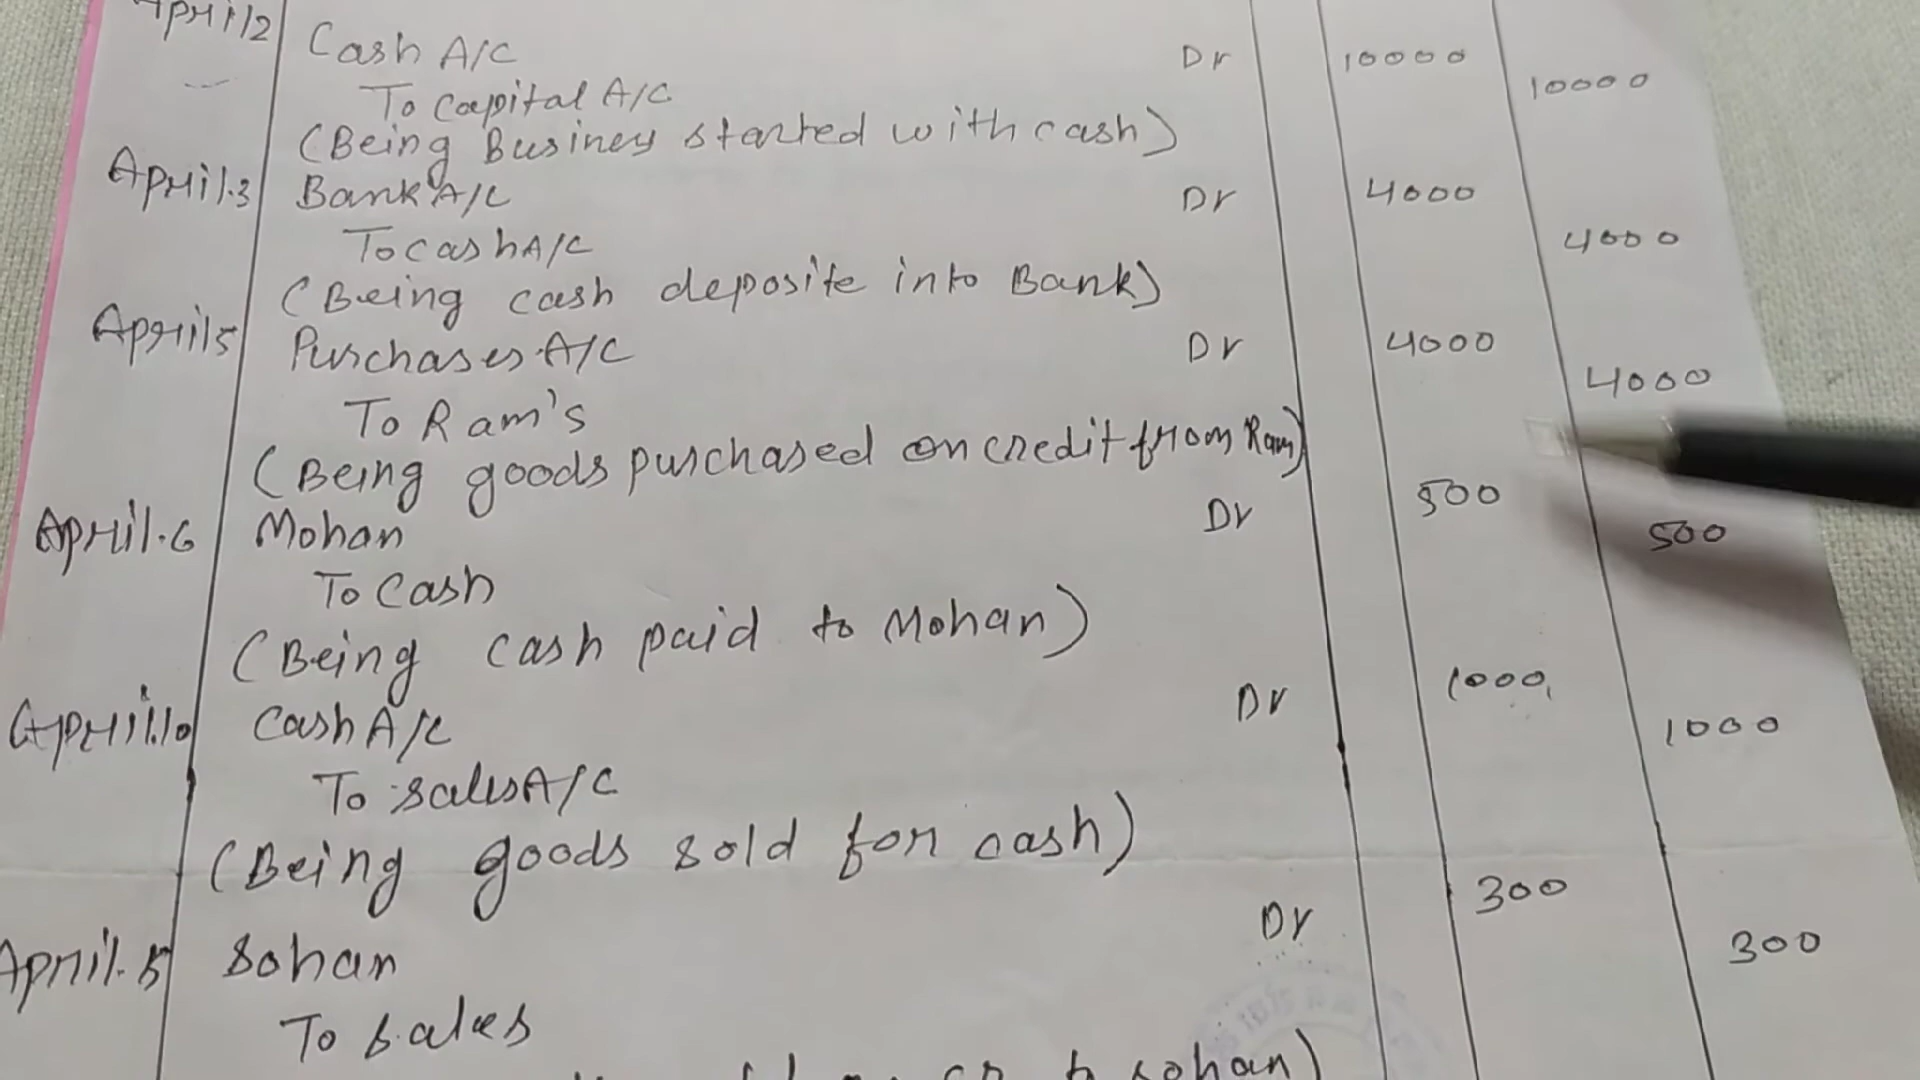 April 2 Cash A/C Dr 10000
To Capital A/C 10000
(Being Business started with cash)
April.3 Bank A/C Dr 4000
To cash A/C 4000
(Being cash deposite into Bank)
April 5 Purchases A/C Dr 4000
To Ram's 4000
(Being goods purchased on credit from Ram)
April.6 Mohan Dr 500
To Cash 500
(Being cash paid to Mohan)
April.10 Cash A/C Dr 1000
To sales A/C 1000
(Being goods sold for cash)
April. Sohan Dr 300
To sales 300
sohan)